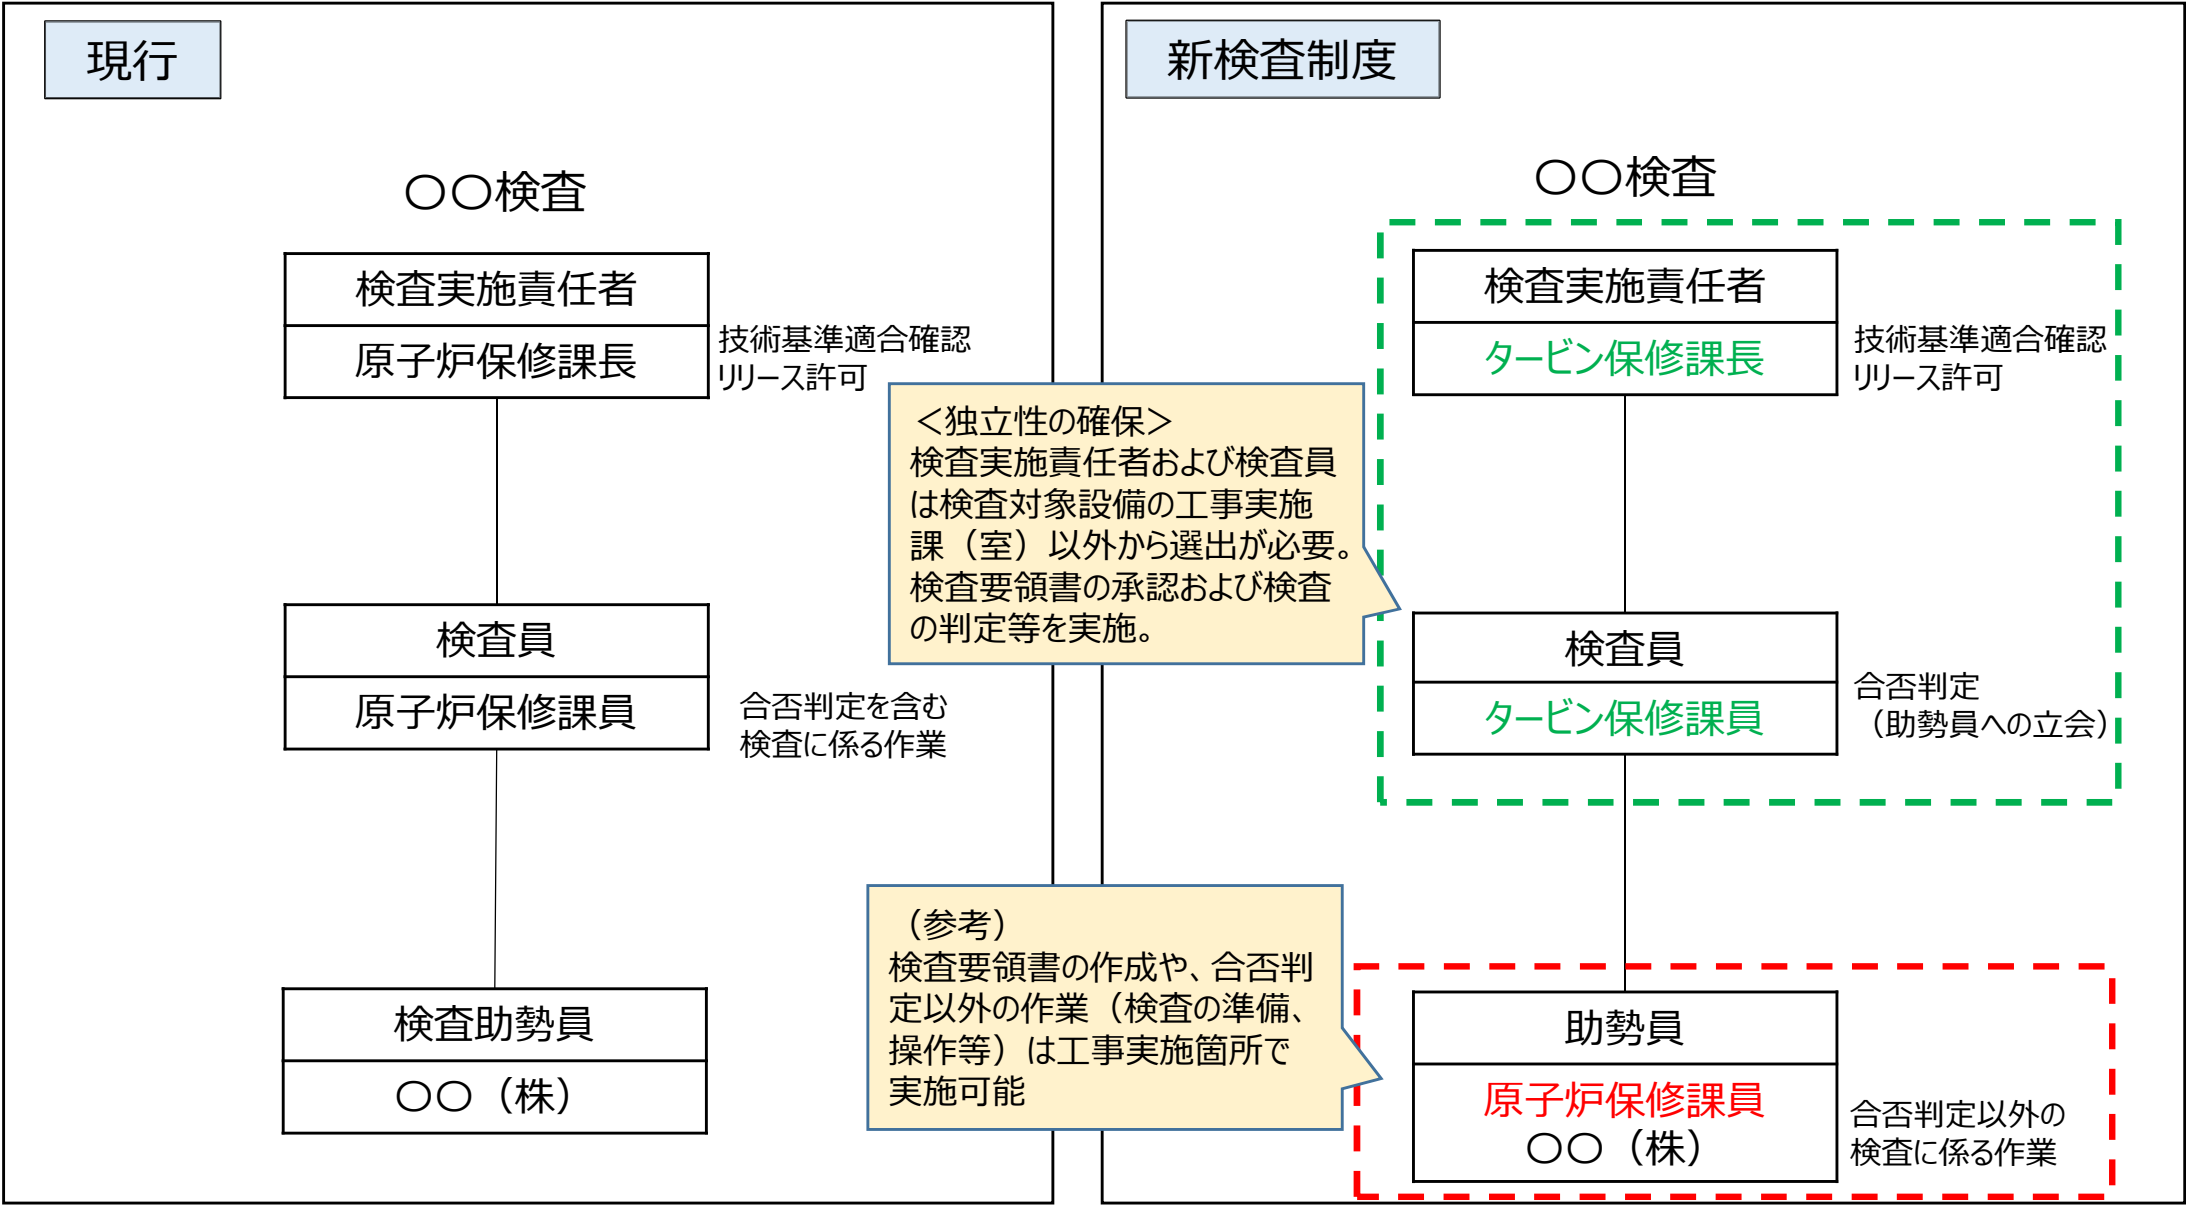 現行
〇〇検査
検査実施責任者
原子炉保修課長
技術基準適合確認
リリース許可
検査員
原子炉保修課員
合否判定を含む
検査に係る作業
検査助勢員
〇〇（株）
新検査制度
〇〇検査
検査実施責任者
タービン保修課長
技術基準適合確認
リリース許可
＜独立性の確保＞
検査実施責任者および検査員
は検査対象設備の工事実施
課（室）以外から選出が必要。
検査要領書の承認および検査
の判定等を実施。
検査員
タービン保修課員
合否判定
（助勢員への立会）
（参考）
検査要領書の作成や、合否判
定以外の作業（検査の準備、
操作等）は工事実施箇所で
実施可能
助勢員
原子炉保修課員
〇〇（株）
合否判定以外の
検査に係る作業